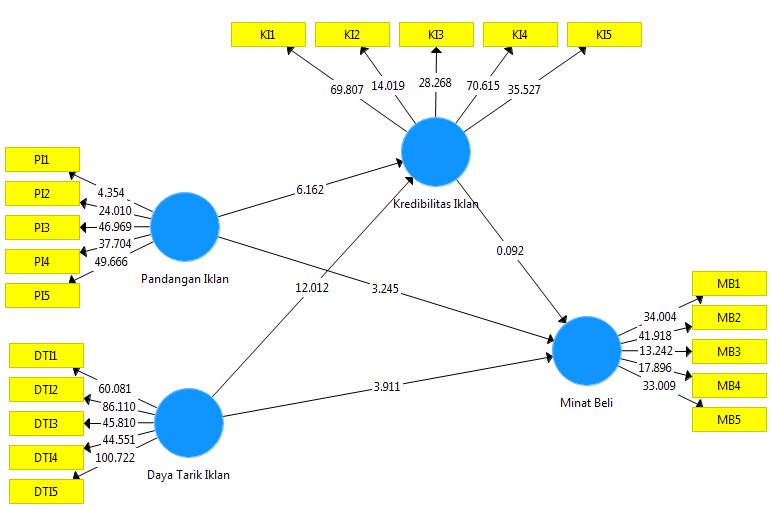 KI1
KI2
KI3
KI4
KI5
69.807
14.019
28.268
70.615
35.527
Kredibilitas Iklan
PI1
PI2
PI3
PI4
PI5
4.354
24.010
46.969
37.704
49.666
Pandangan Iklan
6.162
12.012
3.245
0.092
3.911
DTI1
DTI2
DTI3
DTI4
DTI5
60.081
86.110
45.810
44.551
100.722
Daya Tarik Iklan
MB1
MB2
MB3
MB4
MB5
34.004
41.918
13.242
17.896
33.009
Minat Beli